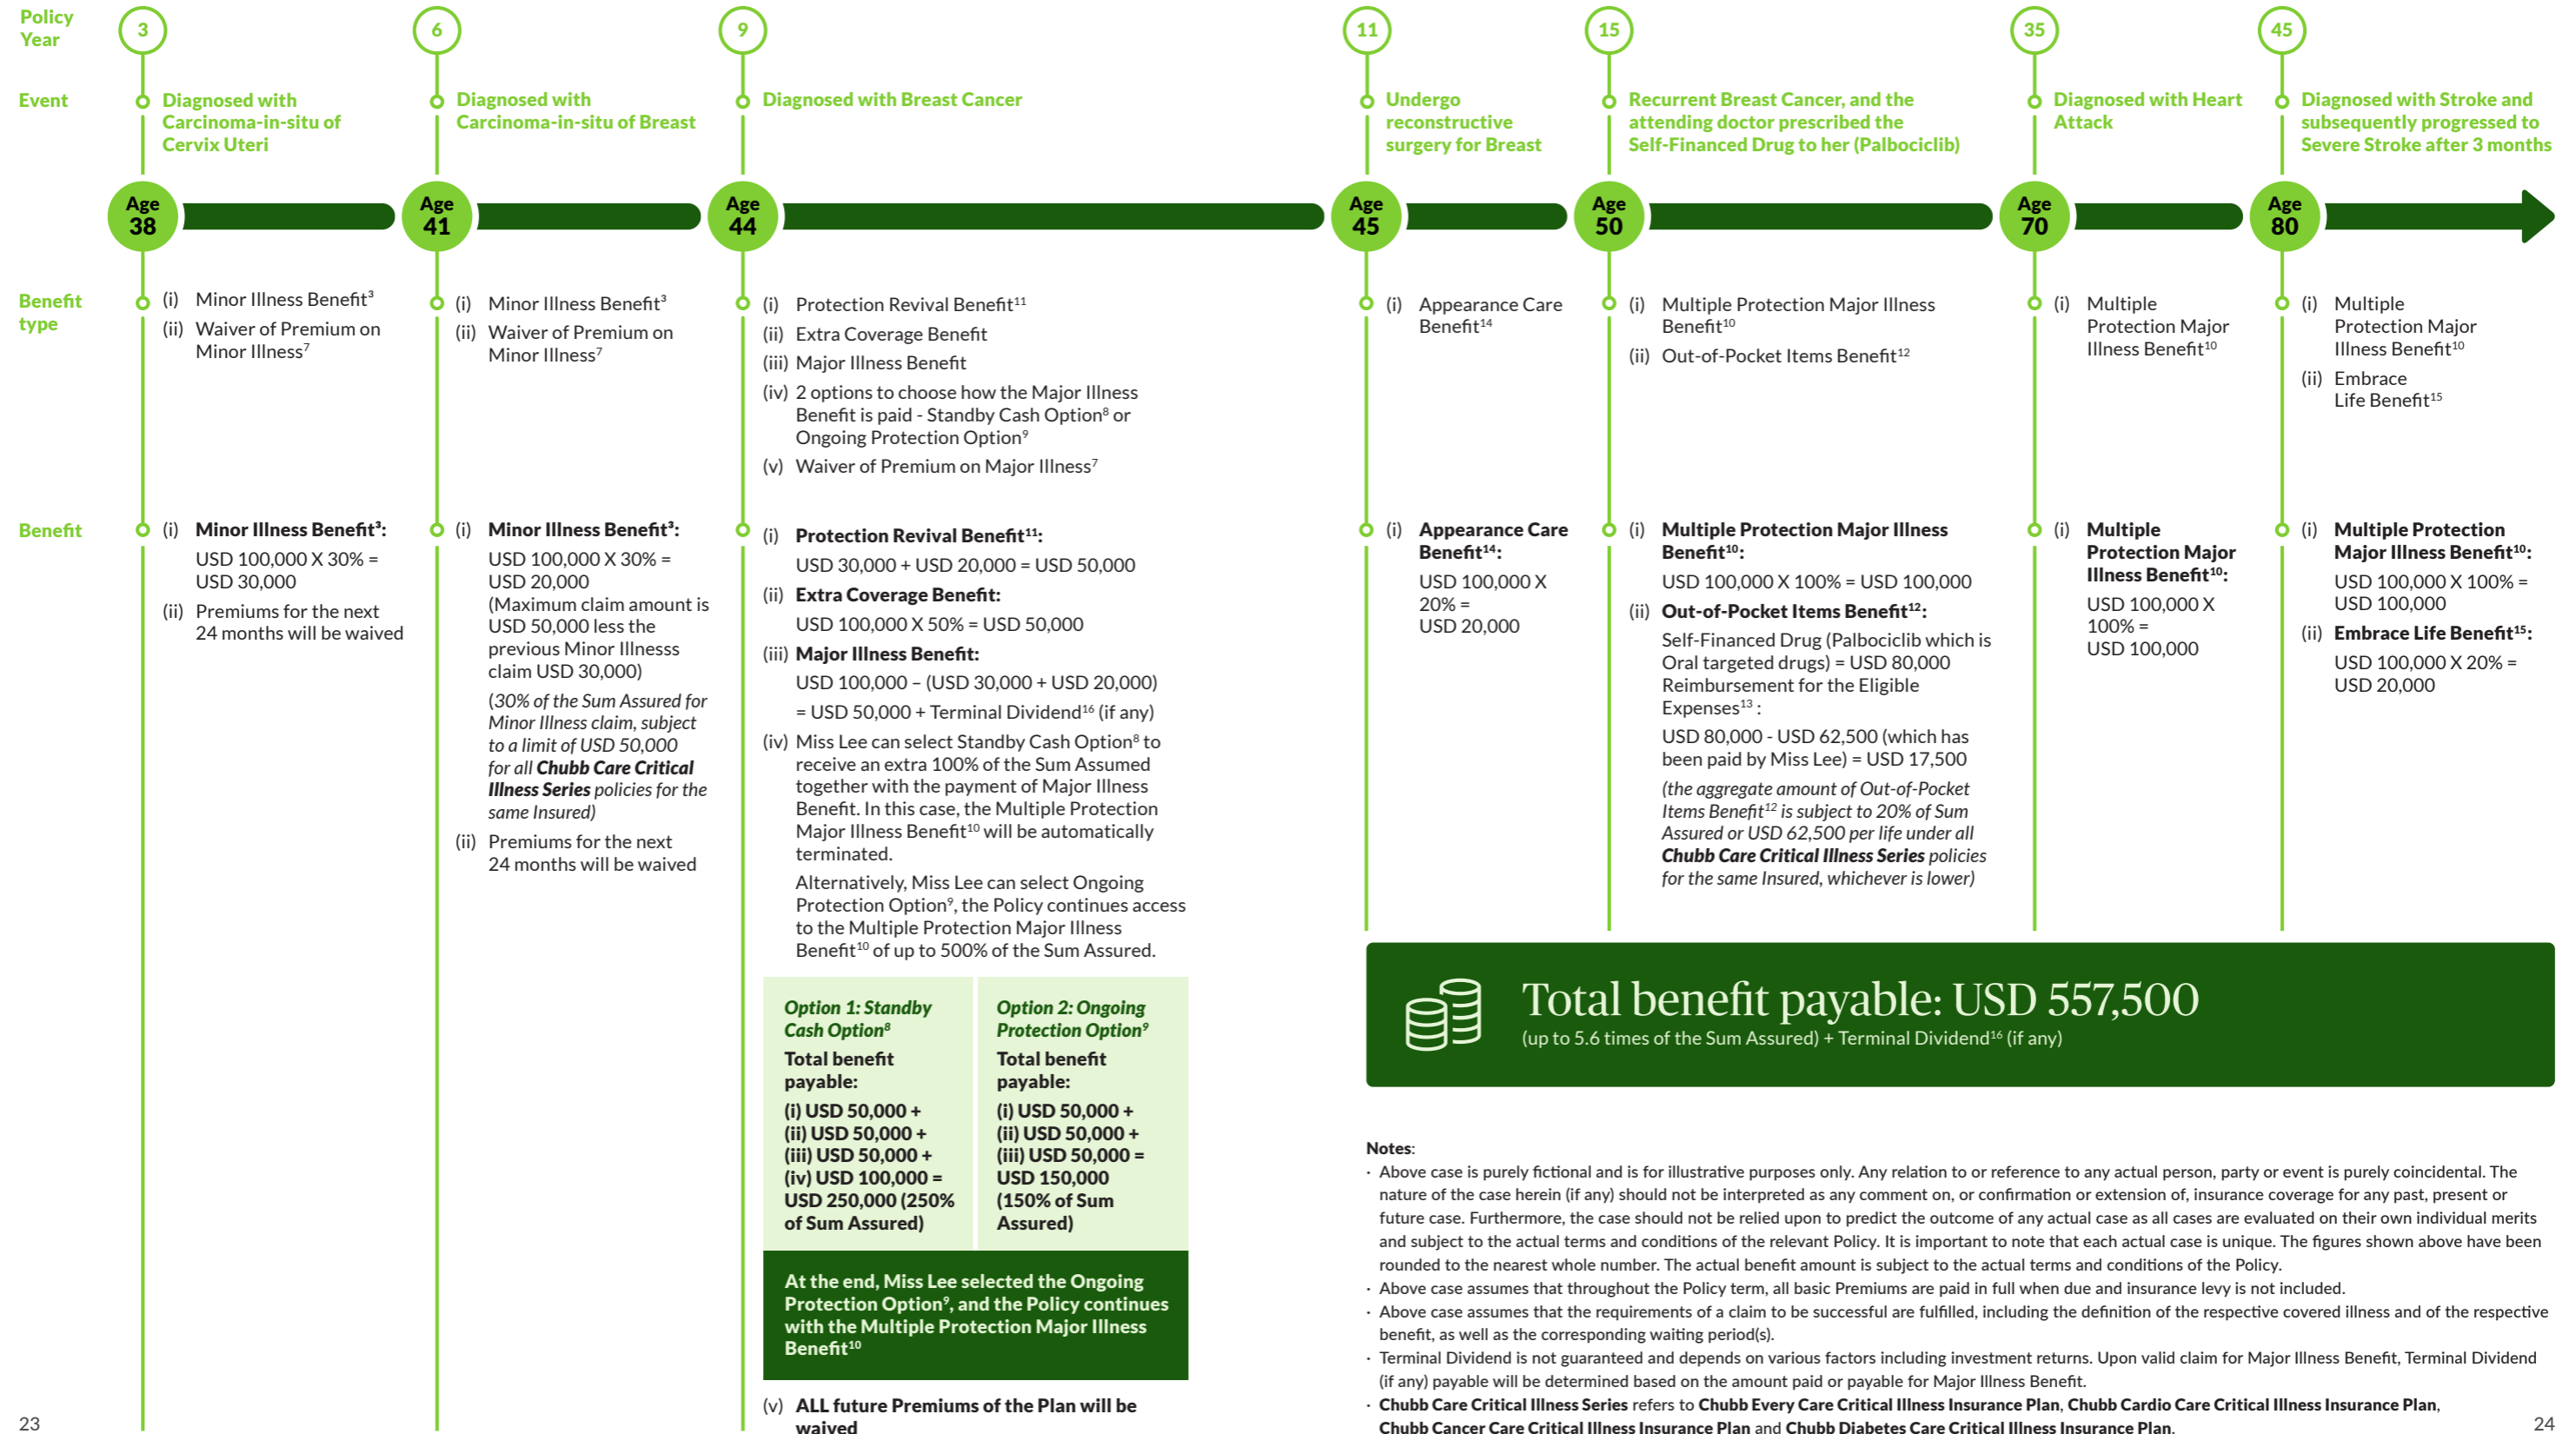 Policy
Year
3
6
9
11
15
35
45
Event
Diagnosed with
Carcinoma-in-situ of
Cervix Uteri
Diagnosed with
Carcinoma-in-situ of Breast
Diagnosed with Breast Cancer
Undergo
reconstructive
surgery for Breast
Recurrent Breast Cancer, and the
attending doctor prescribed the
Self-Financed Drug to her (Palbociclib)
Diagnosed with Heart
Attack
Diagnosed with Stroke and
subsequently progressed to
Severe Stroke after 3 months
Age
38
Age
41
Age
44
Age
45
Age
50
Age
70
Age
80
Benefit
type
(i) Minor Illness Benefit³
(ii) Waiver of Premium on
Minor Illness⁷
(i) Minor Illness Benefit³
(ii) Waiver of Premium on
Minor Illness⁷
(i) Protection Revival Benefit¹¹
(ii) Extra Coverage Benefit
(iii) Major Illness Benefit
(iv) 2 options to choose how the Major Illness
Benefit is paid - Standby Cash Option⁸ or
Ongoing Protection Option⁹
(v) Waiver of Premium on Major Illness⁷
(i) Appearance Care
Benefit¹⁴
(i) Multiple Protection Major Illness
Benefit¹⁰
(ii) Out-of-Pocket Items Benefit¹²
(i) Multiple
Protection Major
Illness Benefit¹⁰
(i) Multiple
Protection Major
Illness Benefit¹⁰
(ii) Embrace
Life Benefit¹⁵
Benefit
(i) Minor Illness Benefit³:
USD 100,000 X 30% =
USD 30,000
(ii) Premiums for the next
24 months will be waived
(i) Minor Illness Benefit³:
USD 100,000 X 30% =
USD 20,000
(Maximum claim amount is
USD 50,000 less the
previous Minor Illnesss
claim USD 30,000)
(30% of the Sum Assured for
Minor Illness claim, subject
to a limit of USD 50,000
for all Chubb Care Critical
Illness Series policies for the
same Insured)
(ii) Premiums for the next
24 months will be waived
(i) Protection Revival Benefit¹¹:
USD 30,000 + USD 20,000 = USD 50,000
(ii) Extra Coverage Benefit:
USD 100,000 X 50% = USD 50,000
(iii) Major Illness Benefit:
USD 100,000 – (USD 30,000 + USD 20,000)
= USD 50,000 + Terminal Dividend¹⁶ (if any)
(iv) Miss Lee can select Standby Cash Option⁸ to
receive an extra 100% of the Sum Assumed
together with the payment of Major Illness
Benefit. In this case, the Multiple Protection
Major Illness Benefit¹⁰ will be automatically
terminated.
Alternatively, Miss Lee can select Ongoing
Protection Option⁹, the Policy continues access
to the Multiple Protection Major Illness
Benefit¹⁰ of up to 500% of the Sum Assured.
Option 1: Standby
Cash Option⁸
Total benefit
payable:
(i) USD 50,000 +
(ii) USD 50,000 +
(iii) USD 50,000 +
(iv) USD 100,000 =
USD 250,000 (250%
of Sum Assured)
Option 2: Ongoing
Protection Option⁹
Total benefit
payable:
(i) USD 50,000 +
(ii) USD 50,000 +
(iii) USD 50,000 =
USD 150,000
(150% of Sum
Assured)
At the end, Miss Lee selected the Ongoing
Protection Option⁹, and the Policy continues
with the Multiple Protection Major Illness
Benefit¹⁰
(v) ALL future Premiums of the Plan will be
waived
(i) Appearance Care
Benefit¹⁴:
USD 100,000 X
20% =
USD 20,000
(i) Multiple Protection Major Illness
Benefit¹⁰:
USD 100,000 X 100% = USD 100,000
(ii) Out-of-Pocket Items Benefit¹²:
Self-Financed Drug (Palbociclib which is
Oral targeted drugs) = USD 80,000
Reimbursement for the Eligible
Expenses¹³ :
USD 80,000 - USD 62,500 (which has
been paid by Miss Lee) = USD 17,500
(the aggregate amount of Out-of-Pocket
Items Benefit¹² is subject to 20% of Sum
Assured or USD 62,500 per life under all
Chubb Care Critical Illness Series policies
for the same Insured, whichever is lower)
(i) Multiple
Protection Major
Illness Benefit¹⁰:
USD 100,000 X
100% =
USD 100,000
(i) Multiple Protection
Major Illness Benefit¹⁰:
USD 100,000 X 100% =
USD 100,000
(ii) Embrace Life Benefit¹⁵:
USD 100,000 X 20% =
USD 20,000
Total benefit payable: USD 557,500
(up to 5.6 times of the Sum Assured) + Terminal Dividend¹⁶ (if any)
Notes:
· Above case is purely fictional and is for illustrative purposes only. Any relation to or reference to any actual person, party or event is purely coincidental. The
nature of the case herein (if any) should not be interpreted as any comment on, or confirmation or extension of, insurance coverage for any past, present or
future case. Furthermore, the case should not be relied upon to predict the outcome of any actual case as all cases are evaluated on their own individual merits
and subject to the actual terms and conditions of the relevant Policy. It is important to note that each actual case is unique. The figures shown above have been
rounded to the nearest whole number. The actual benefit amount is subject to the actual terms and conditions of the Policy.
· Above case assumes that throughout the Policy term, all basic Premiums are paid in full when due and insurance levy is not included.
· Above case assumes that the requirements of a claim to be successful are fulfilled, including the definition of the respective covered illness and of the respective
benefit, as well as the corresponding waiting period(s).
· Terminal Dividend is not guaranteed and depends on various factors including investment returns. Upon valid claim for Major Illness Benefit, Terminal Dividend
(if any) payable will be determined based on the amount paid or payable for Major Illness Benefit.
· Chubb Care Critical Illness Series refers to Chubb Every Care Critical Illness Insurance Plan, Chubb Cardio Care Critical Illness Insurance Plan,
Chubb Cancer Care Critical Illness Insurance Plan and Chubb Diabetes Care Critical Illness Insurance Plan.
23
24